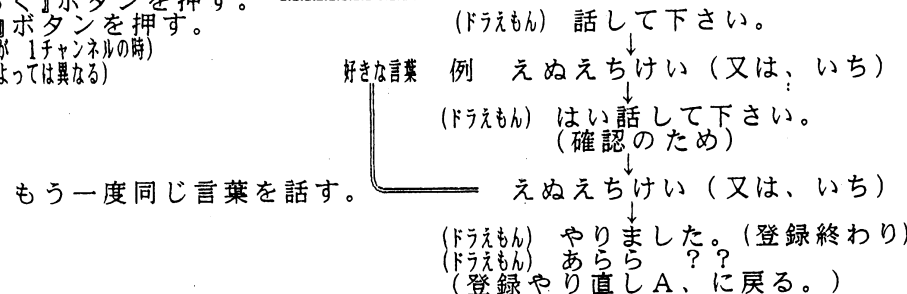 く』ボタンを押す。
』ボタンを押す。
が 1チャンネルの時)
よっては異なる)
(ドラえもん) 話して下さい。
↓
好きな言葉 例 えぬえちけい（又は、いち）
↓
(ドラえもん) はい話して下さい。
(確認のため)
↓
もう一度同じ言葉を話す。 えぬえちけい（又は、いち）
↓
(ドラえもん) やりました。(登録終わり)
(ドラえもん) あらら ？？
(登録やり直しＡ、に戻る。)